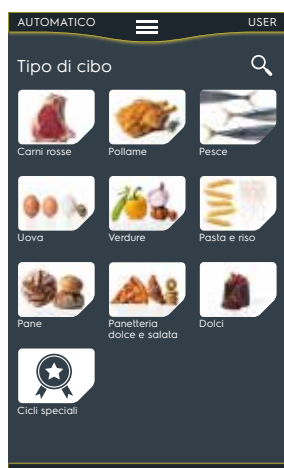 AUTOMATICO USER
Tipo di cibo
Carni rosse Pollame Pesce
Uova Verdure Pasta e riso
Pane Panetteria dolce e salata Dolci
Cicli speciali